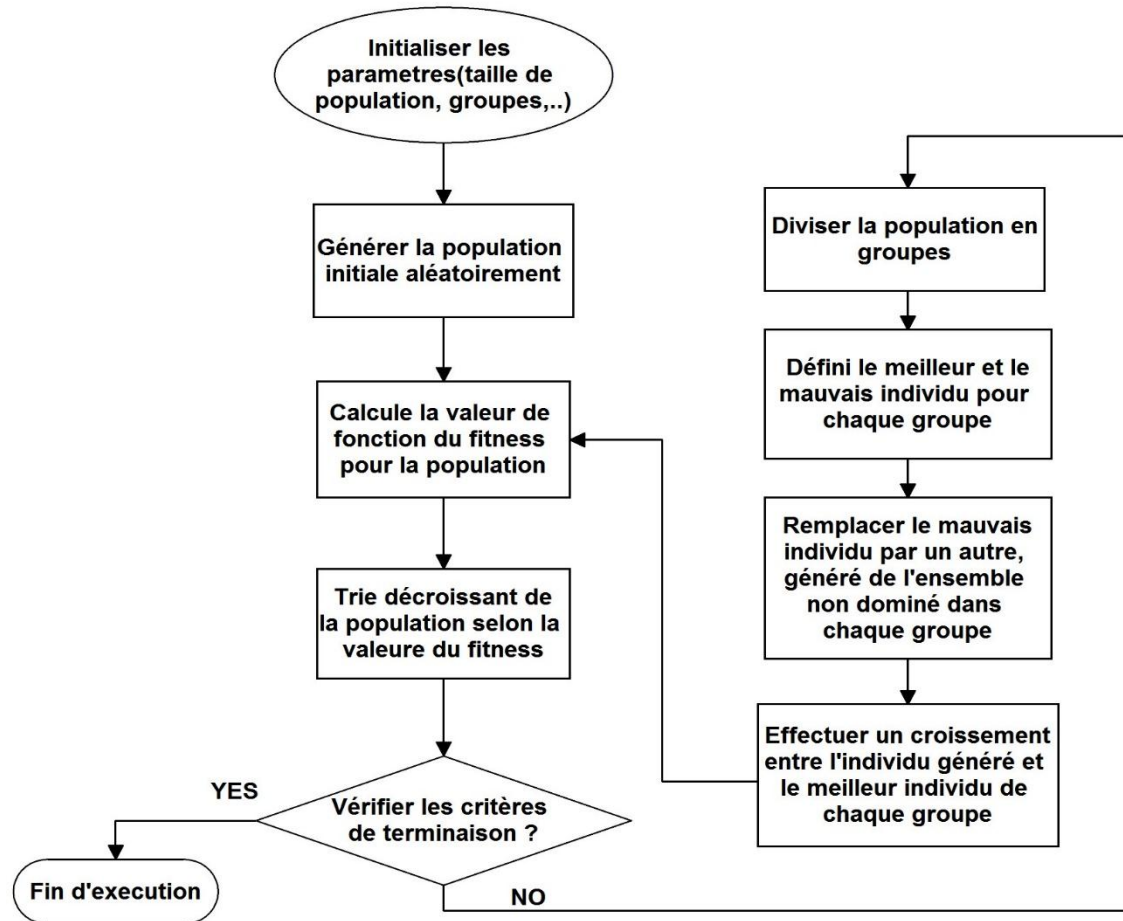 Initialiser les
parametres(taille de
population, groupes,..)
Générer la population
initiale aléatoirement
Calcule la valeur de
fonction du fitness
pour la population
Trie décroissant de
la population selon la
valeure du fitness
Vérifier les critères
de terminaison ?
YES
Fin d'execution
NO
Diviser la population en
groupes
Défini le meilleur et le
mauvais individu pour
chaque groupe
Remplacer le mauvais
individu par un autre,
généré de l'ensemble
non dominé dans
chaque groupe
Effectuer un croissement
entre l'individu généré et
le meilleur individu de
chaque groupe